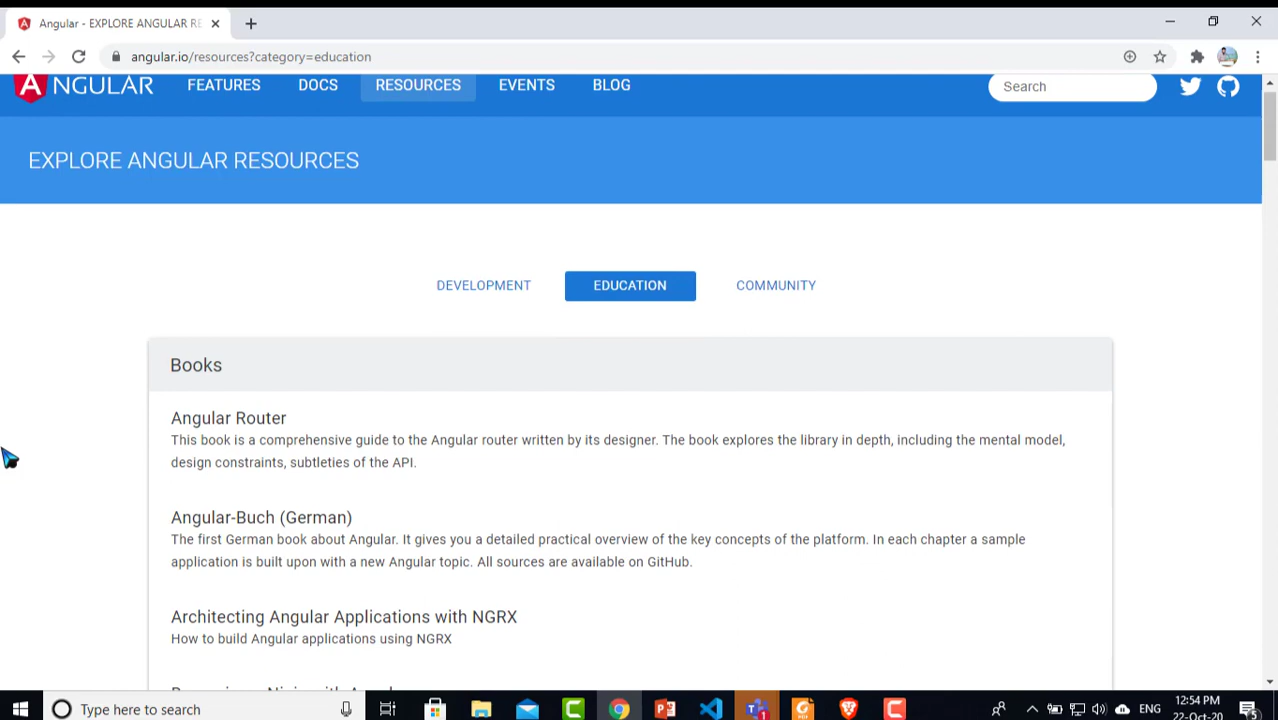 Angular - EXPLORE ANGULAR RE
angular.io/resources?category=education
ANGULAR
FEATURES
DOCS
RESOURCES
EVENTS
BLOG
Search
EXPLORE ANGULAR RESOURCES
DEVELOPMENT
EDUCATION
COMMUNITY
Books
Angular Router
This book is a comprehensive guide to the Angular router written by its designer. The book explores the library in depth, including the mental model,
design constraints, subtleties of the API.
Angular-Buch (German)
The first German book about Angular. It gives you a detailed practical overview of the key concepts of the platform. In each chapter a sample
application is built upon with a new Angular topic. All sources are available on GitHub.
Architecting Angular Applications with NGRX
How to build Angular applications using NGRX
Type here to search
1
ENG
12:54 PM
22-Oct-20
5